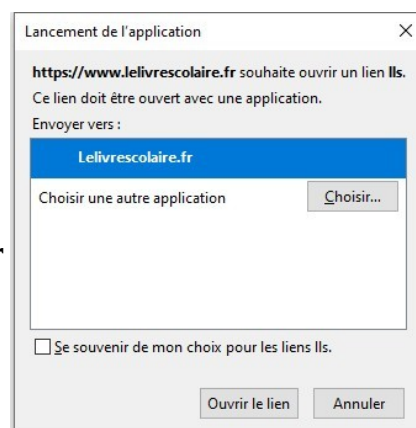 Lancement de l'application
https://www.lelivrescolaire.fr souhaite ouvrir un lien lls.
Ce lien doit être ouvert avec une application.
Envoyer vers :
Lelivrescolaire.fr
Choisir une autre application Choisir...
Se souvenir de mon choix pour les liens lls.
Ouvrir le lien Annuler